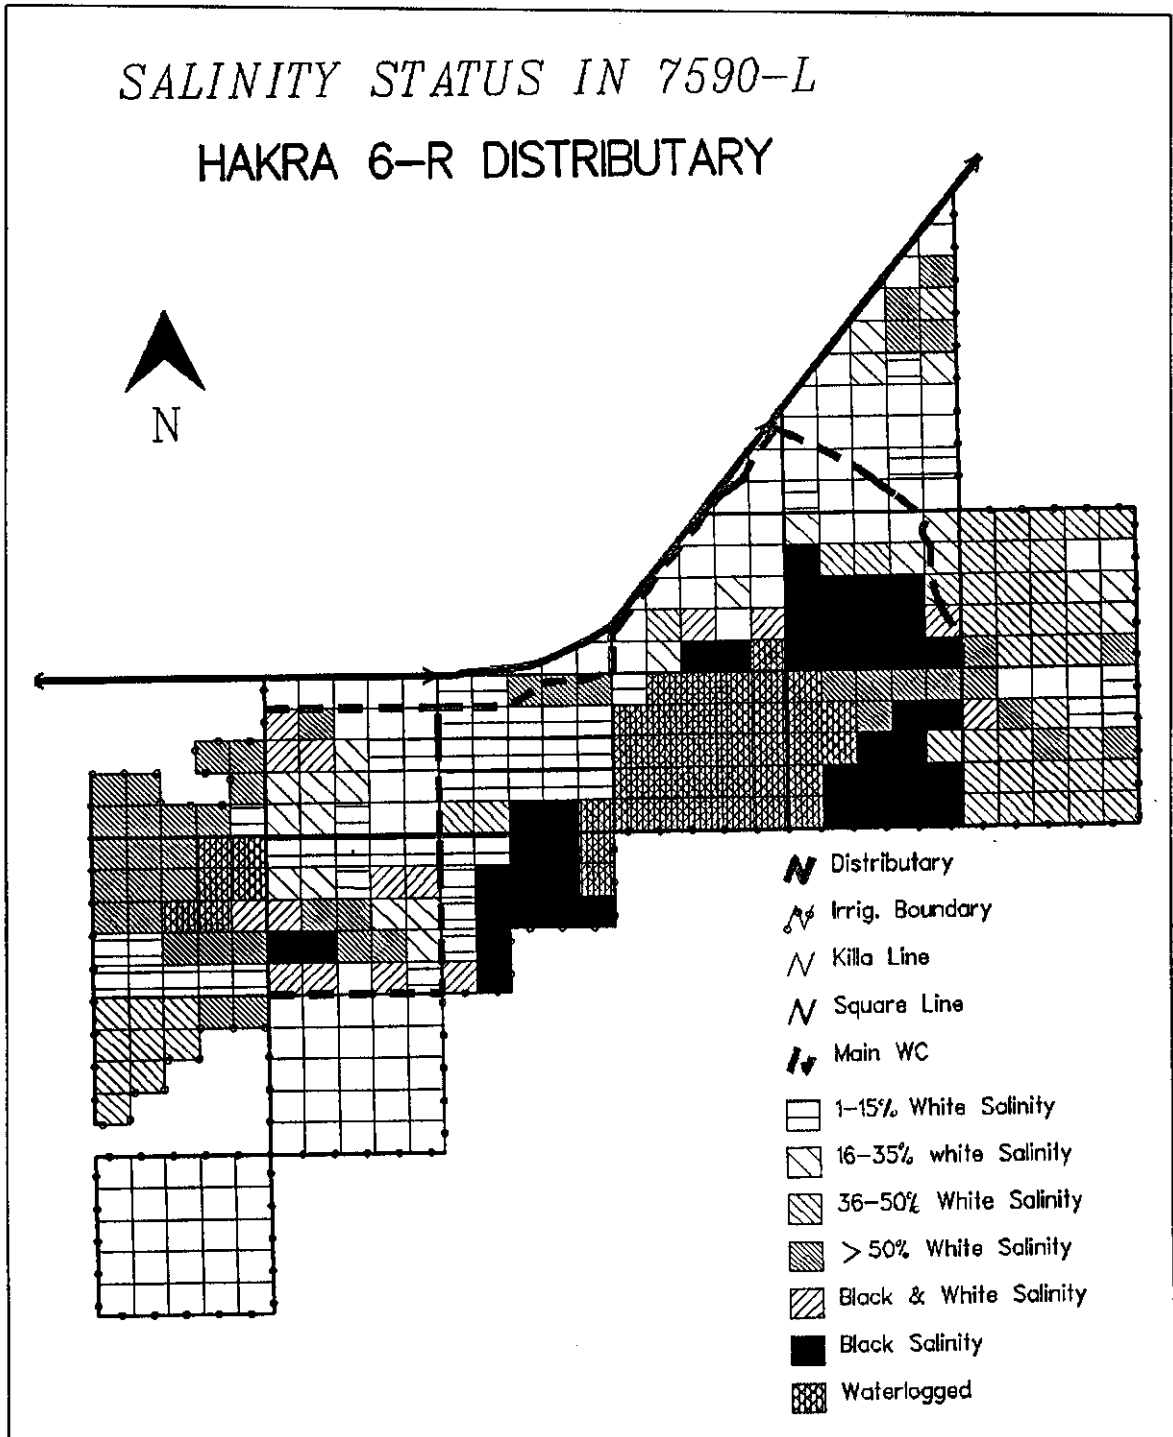 SALINITY STATUS IN 7590-L
HAKRA 6-R DISTRIBUTARY
N
Distributary
Irrig. Boundary
Killa Line
Square Line
Main WC
1-15% White Salinity
16-35% white Salinity
36-50% White Salinity
>50% White Salinity
Black & White Salinity
Black Salinity
Waterlogged